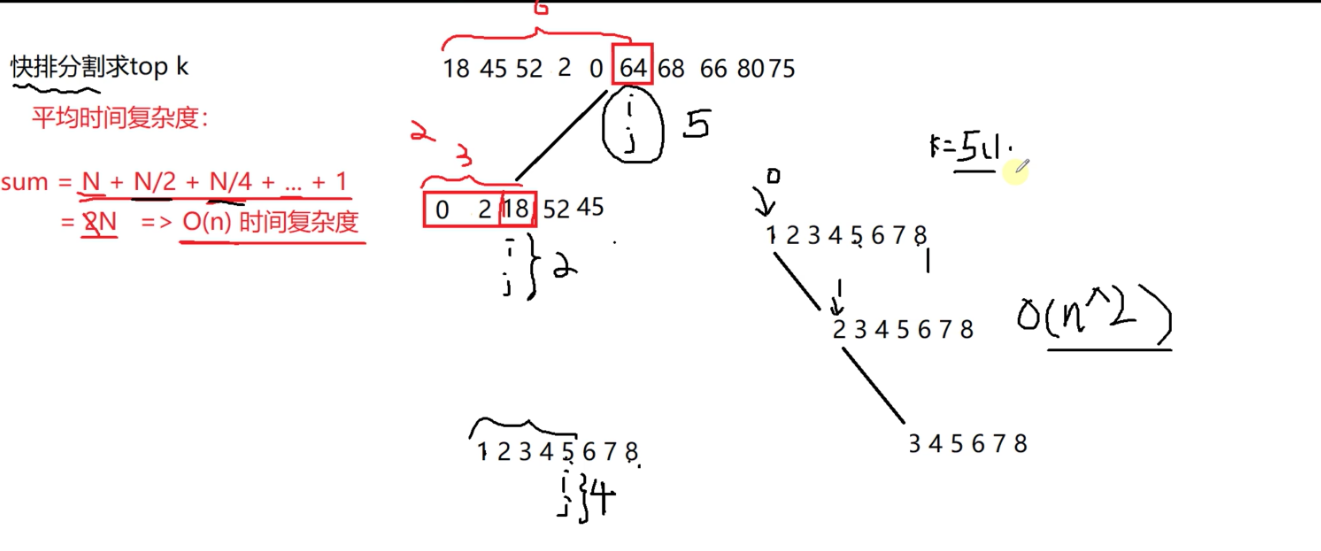 6
快排分割求top k
18 45 52 2 0 64 68 66 80 75
平均时间复杂度：
i
j
5
2
3
k=5
sum = N + N/2 + N/4 + ... + 1
= 2N => O(n) 时间复杂度
0 2 18 52 45
i
j
2
0
1 2 3 4 5 6 7 8
1
1
2 3 4 5 6 7 8
O(n^2)
3 4 5 6 7 8
1 2 3 4 5 6 7 8
i
j
4